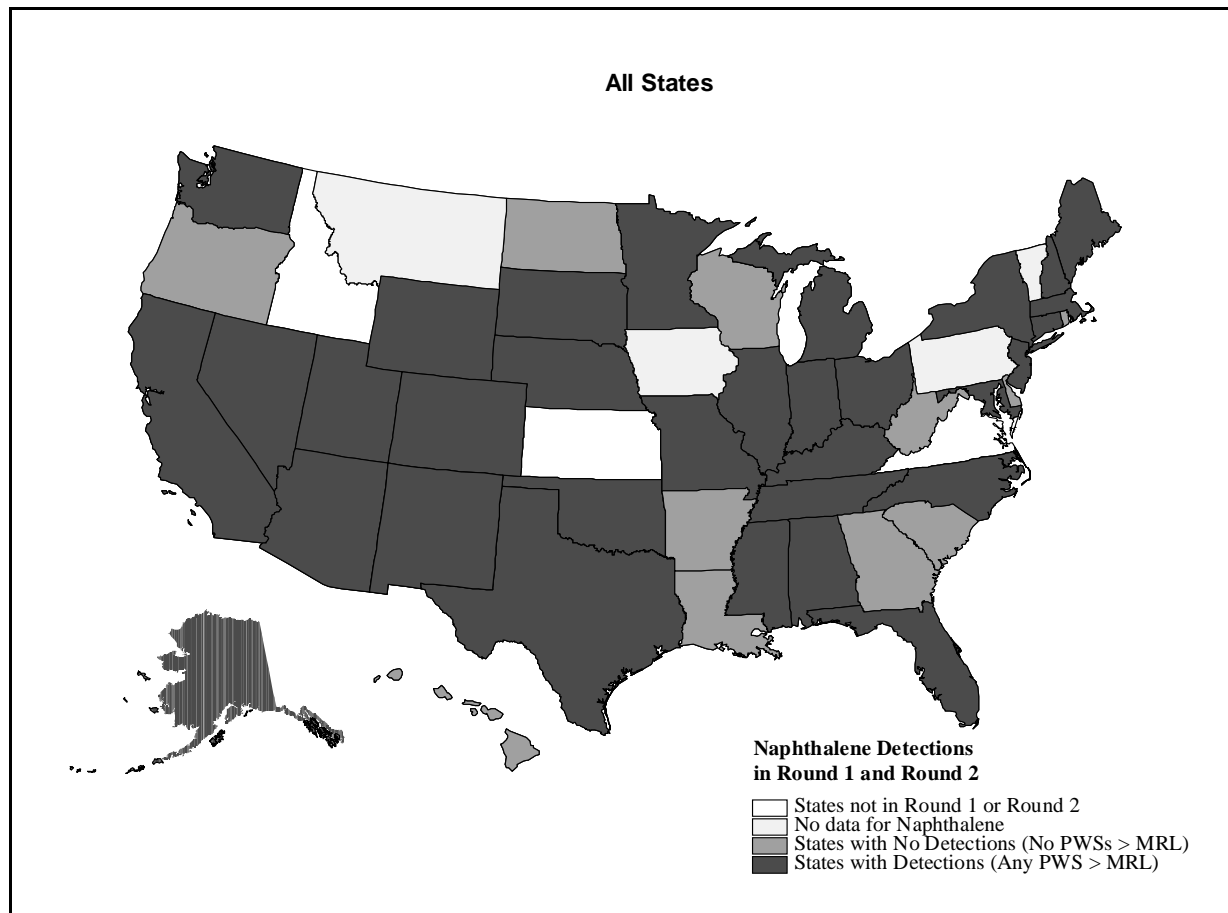 All States
Naphthalene Detections
in Round 1 and Round 2
States not in Round 1 or Round 2
No data for Naphthalene
States with No Detections (No PWSs > MRL)
States with Detections (Any PWS > MRL)